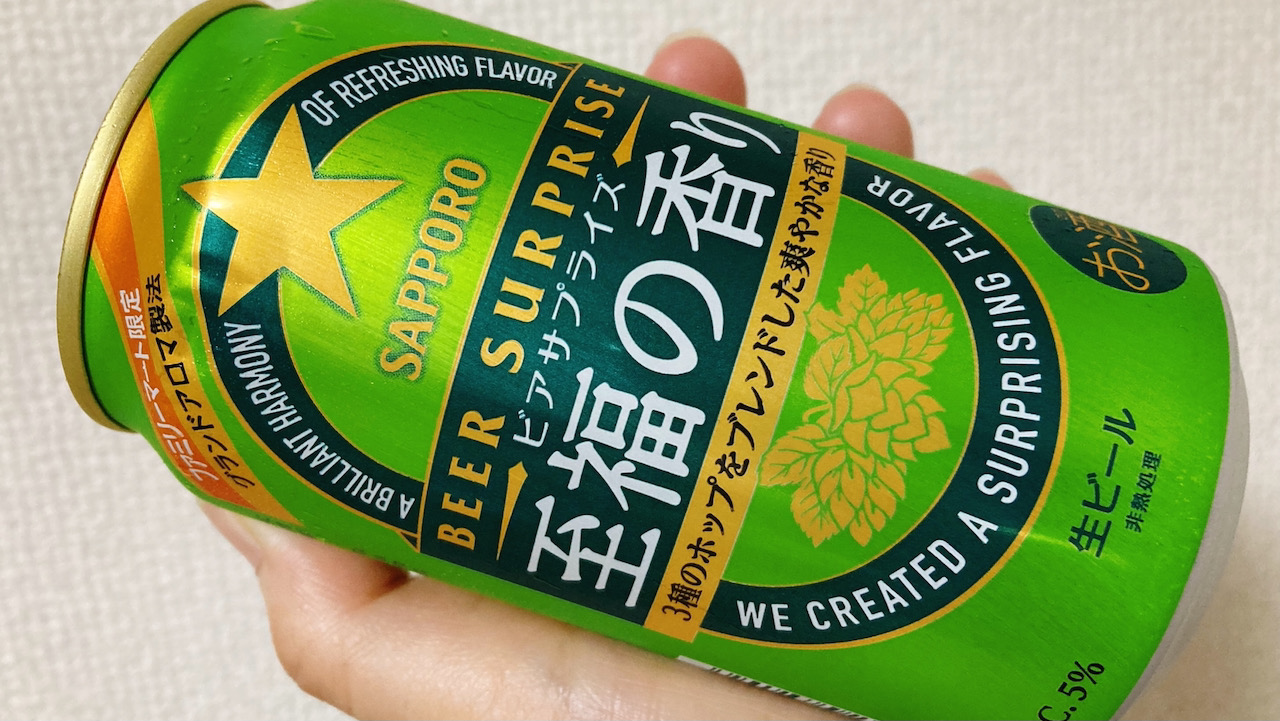 ファミリーマート限定
グランドアロマ製法
A BRILLIANT HARMONY
OF REFRESHING FLAVOR
SAPPORO
BEER SURPRISE
ビアサプライズ
至福の香り
3種のホップをブレンドした爽やかな香り
WE CREATED A SURPRISING FLAVOR
お酒
生ビール
非熱処理
5%